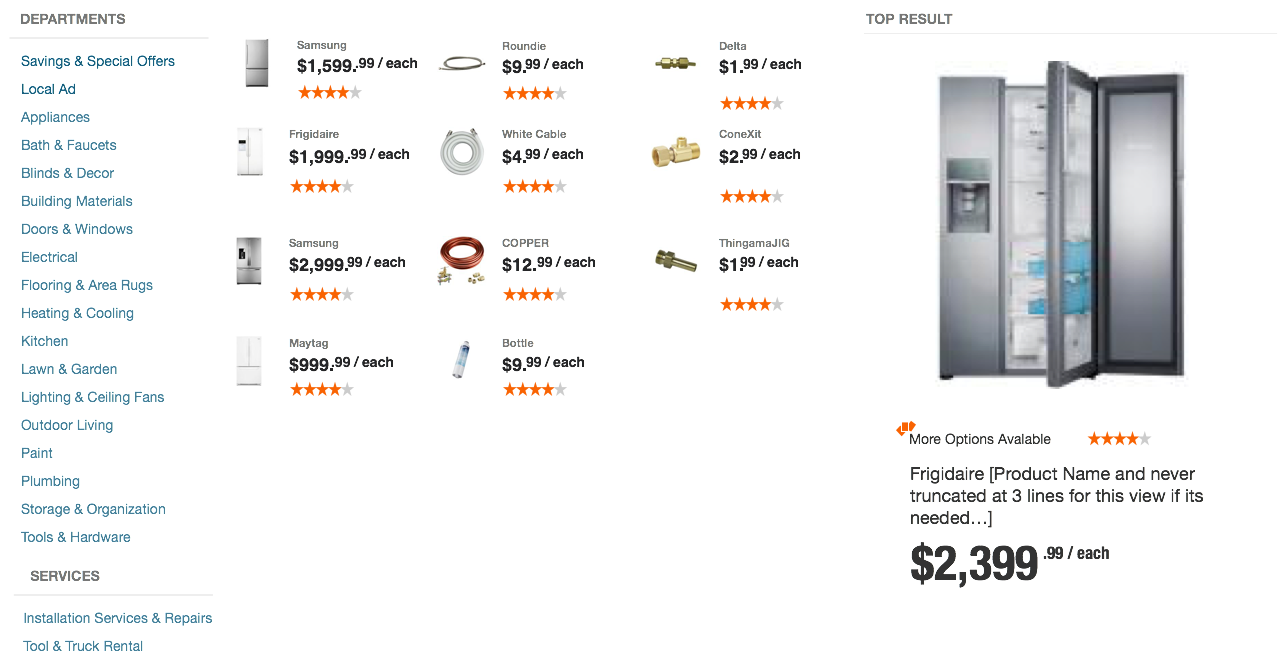 DEPARTMENTS
Savings & Special Offers
Local Ad
Appliances
Bath & Faucets
Blinds & Decor
Building Materials
Doors & Windows
Electrical
Flooring & Area Rugs
Heating & Cooling
Kitchen
Lawn & Garden
Lighting & Ceiling Fans
Outdoor Living
Paint
Plumbing
Storage & Organization
Tools & Hardware
SERVICES
Installation Services & Repairs
Tool & Truck Rental
Samsung
$1,599.99 / each
Frigidaire
$1,999.99 / each
Samsung
$2,999.99 / each
Maytag
$999.99 / each
Roundie
$9.99 / each
White Cable
$4.99 / each
COPPER
$12.99 / each
Bottle
$9.99 / each
Delta
$1.99 / each
ConeXit
$2.99 / each
ThingamaJIG
$1.99 / each
TOP RESULT
More Options Avalable
Frigidaire [Product Name and never
truncated at 3 lines for this view if its
needed…]
$2,399.99 / each